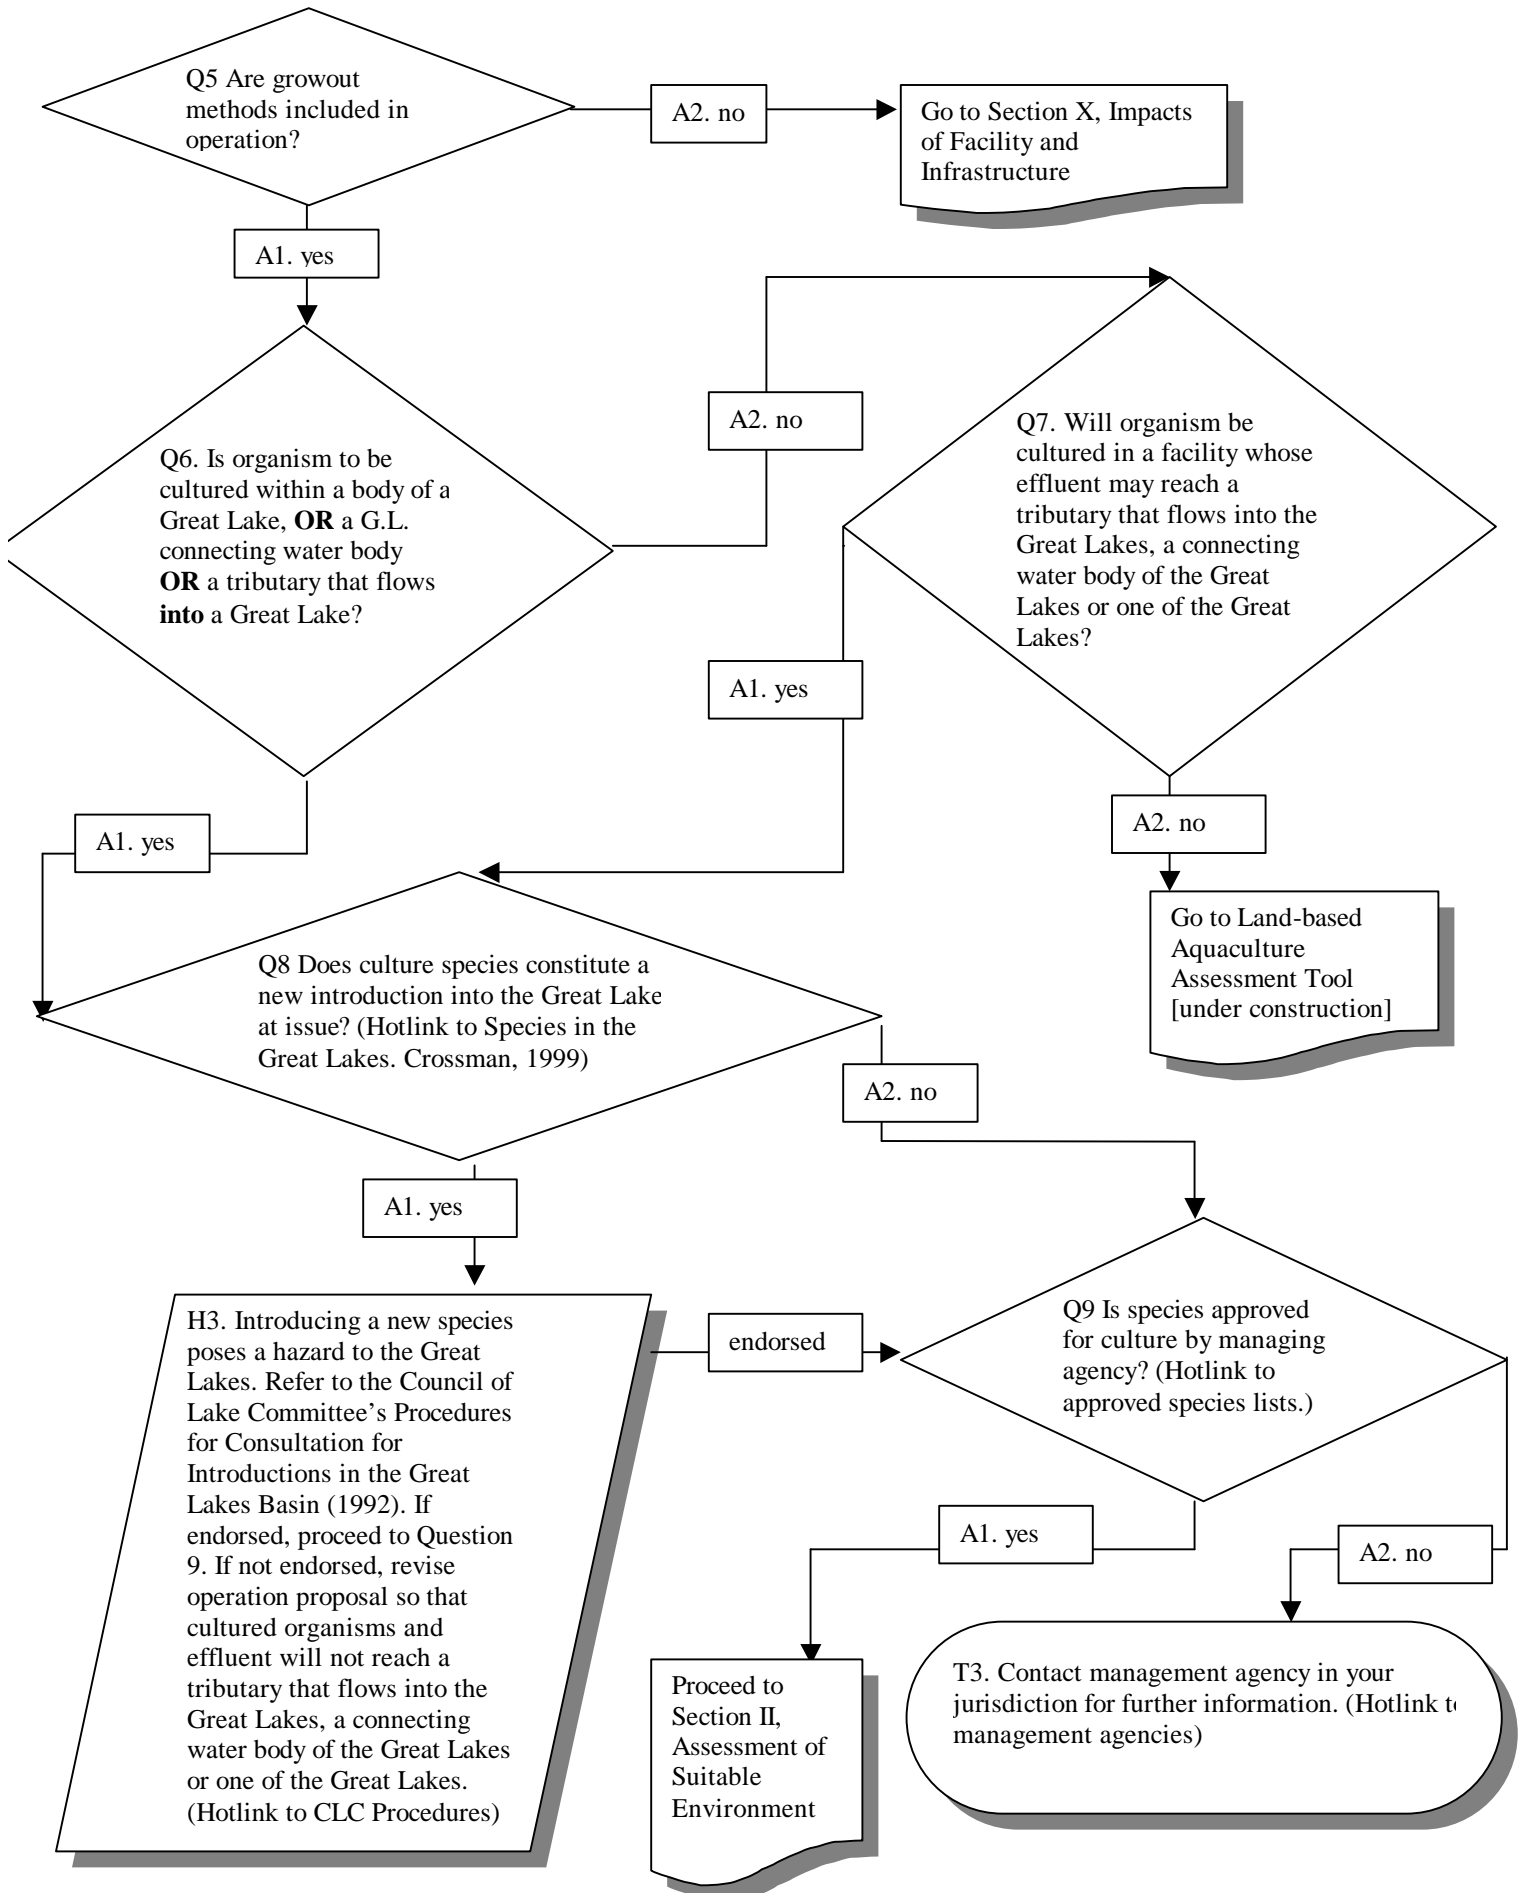 Q5 Are growout
methods included in
operation?
A2. no
Go to Section X, Impacts
of Facility and
Infrastructure
A1. yes
Q6. Is organism to be
cultured within a body of a
Great Lake, OR a G.L.
connecting water body
OR a tributary that flows
into a Great Lake?
A2. no
Q7. Will organism be
cultured in a facility whose
effluent may reach a
tributary that flows into the
Great Lakes, a connecting
water body of the Great
Lakes or one of the Great
Lakes?
A1. yes
A1. yes
A2. no
Go to Land-based
Aquaculture
Assessment Tool
[under construction]
Q8 Does culture species constitute a
new introduction into the Great Lake
at issue? (Hotlink to Species in the
Great Lakes. Crossman, 1999)
A2. no
A1. yes
H3. Introducing a new species
poses a hazard to the Great
Lakes. Refer to the Council of
Lake Committee's Procedures
for Consultation for
Introductions in the Great
Lakes Basin (1992). If
endorsed, proceed to Question
9. If not endorsed, revise
operation proposal so that
cultured organisms and
effluent will not reach a
tributary that flows into the
Great Lakes, a connecting
water body of the Great Lakes
or one of the Great Lakes.
(Hotlink to CLC Procedures)
endorsed
Q9 Is species approved
for culture by managing
agency? (Hotlink to
approved species lists.)
A1. yes
A2. no
Proceed to
Section II,
Assessment of
Suitable
Environment
T3. Contact management agency in your
jurisdiction for further information. (Hotlink to
management agencies)